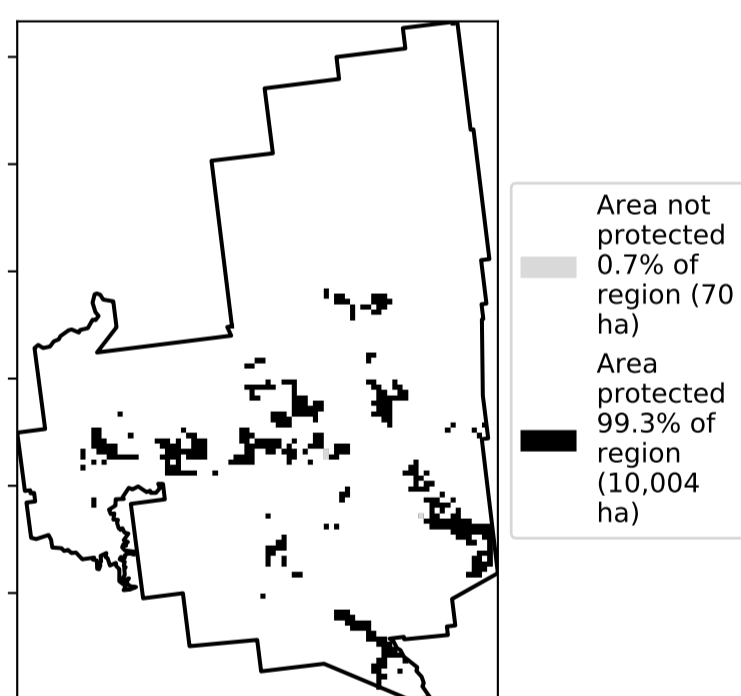 Area not
protected
0.7% of
region (70
ha)
Area
protected
99.3% of
region
(10,004
ha)